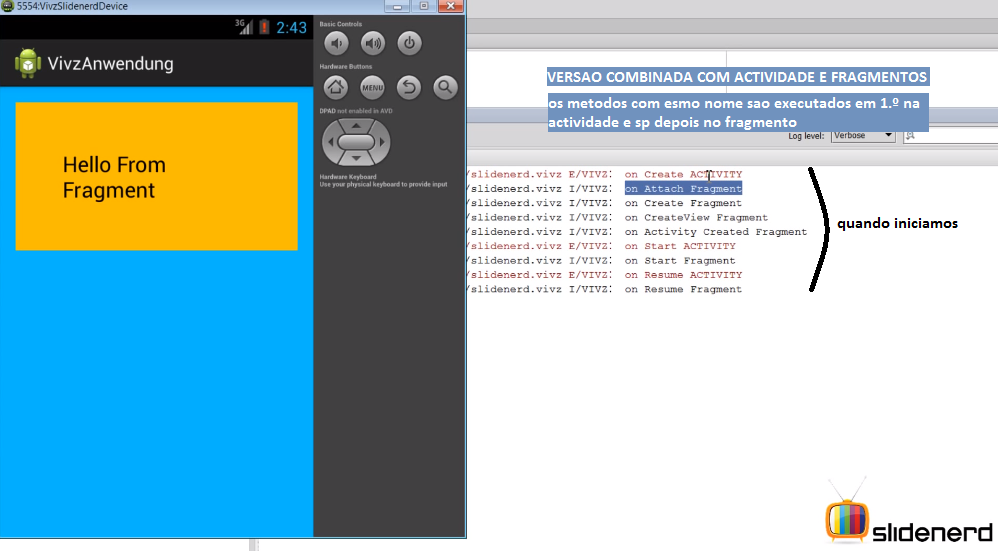 5554:VivzSlidenerdDevice
3G 2:43
VivzAnwendung
Hello From
Fragment
Basic Controls
Hardware Buttons
MENU
DPAD not enabled in AVD
Hardware Keyboard
Use your physical keyboard to provide input
VERSAO COMBINADA COM ACTIVIDADE E FRAGMENTOS
os metodos com esmo nome sao executados em 1.º na
actividade e sp depois no fragmento
Log level: Verbose
/slidenerd.vivz E/VIVZ: on Create ACTIVITY
/slidenerd.vivz I/VIVZ: on Attach Fragment
/slidenerd.vivz I/VIVZ: on Create Fragment
/slidenerd.vivz I/VIVZ: on CreateView Fragment
/slidenerd.vivz I/VIVZ: on Activity Created Fragment
/slidenerd.vivz E/VIVZ: on Start ACTIVITY
/slidenerd.vivz I/VIVZ: on Start Fragment
/slidenerd.vivz E/VIVZ: on Resume ACTIVITY
/slidenerd.vivz I/VIVZ: on Resume Fragment
quando iniciamos
slidenerd